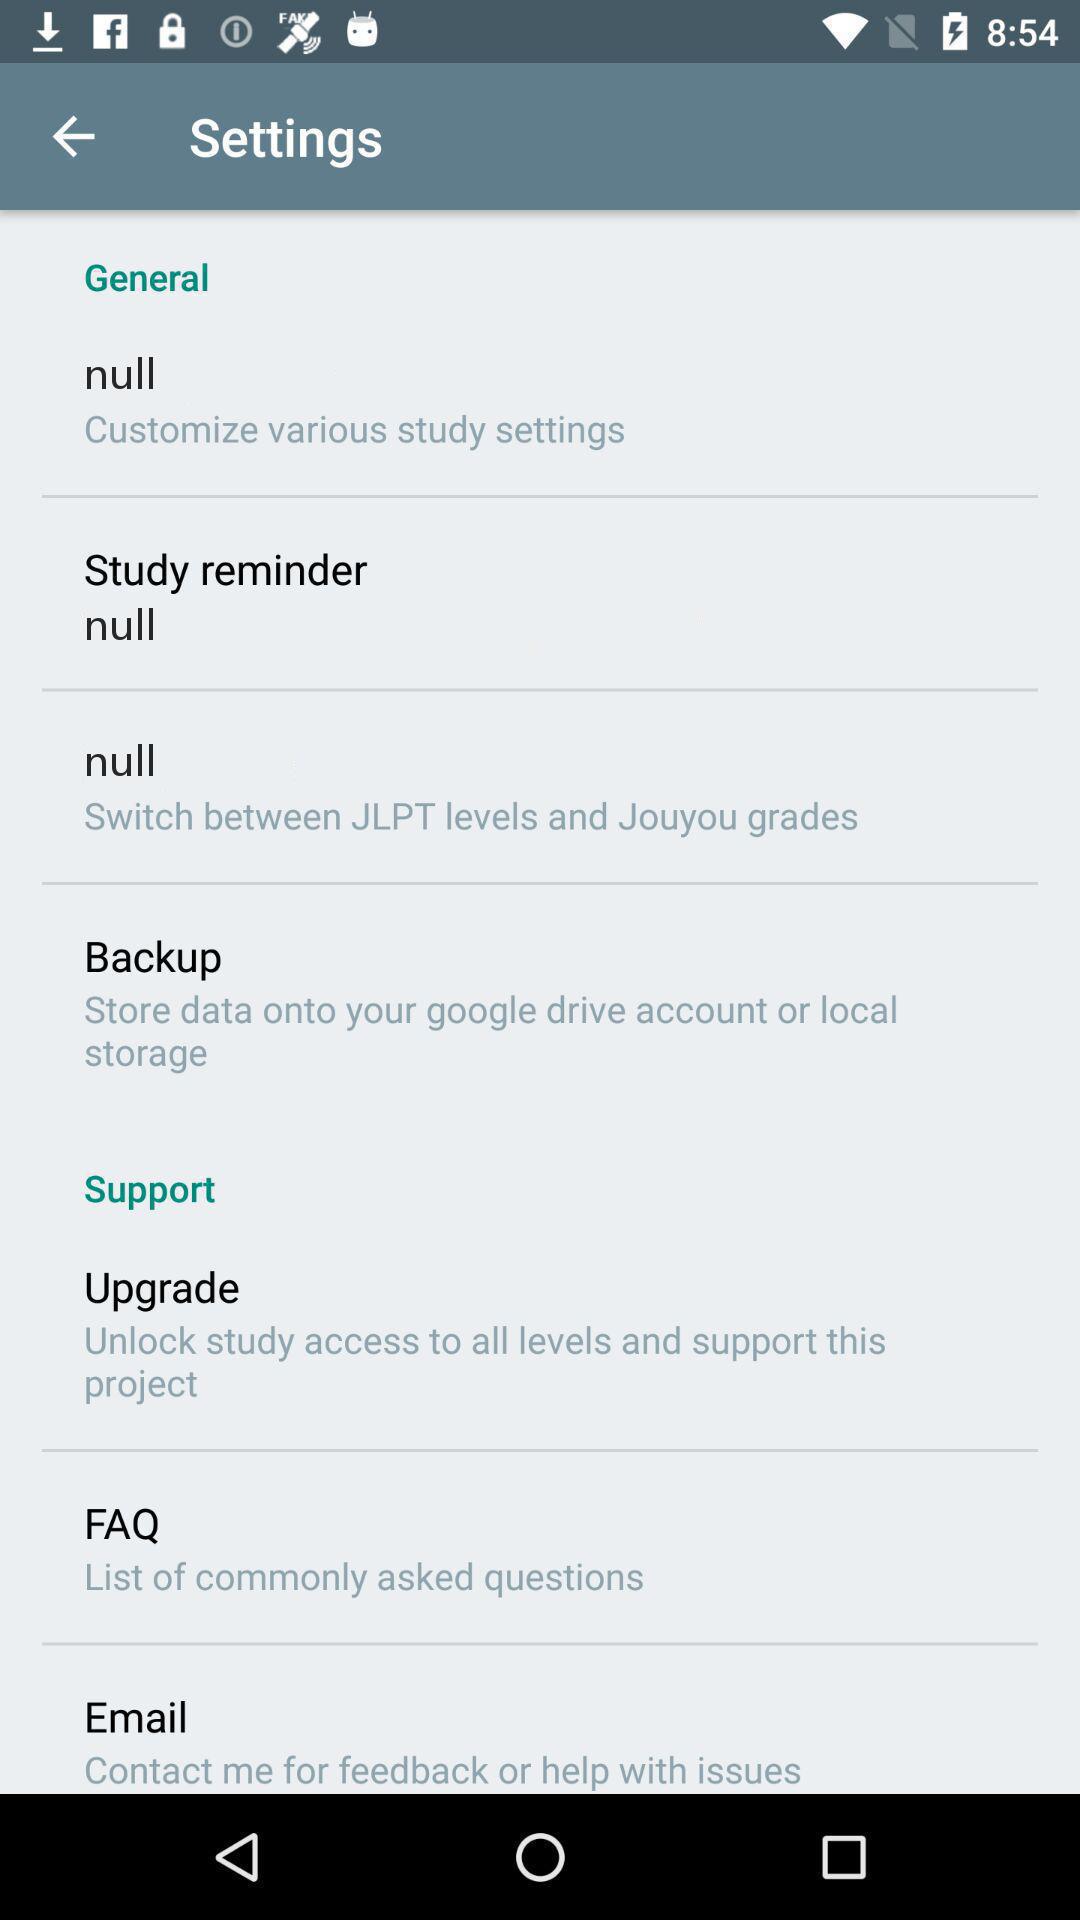 FAKE
8:54
Settings
General
null
Customize various study settings
Study reminder
null
null
Switch between JLPT levels and Jouyou grades
Backup
Store data onto your google drive account or local
storage
Support
Upgrade
Unlock study access to all levels and support this
project
FAQ
List of commonly asked questions
Email
Contact me for feedback or help with issues